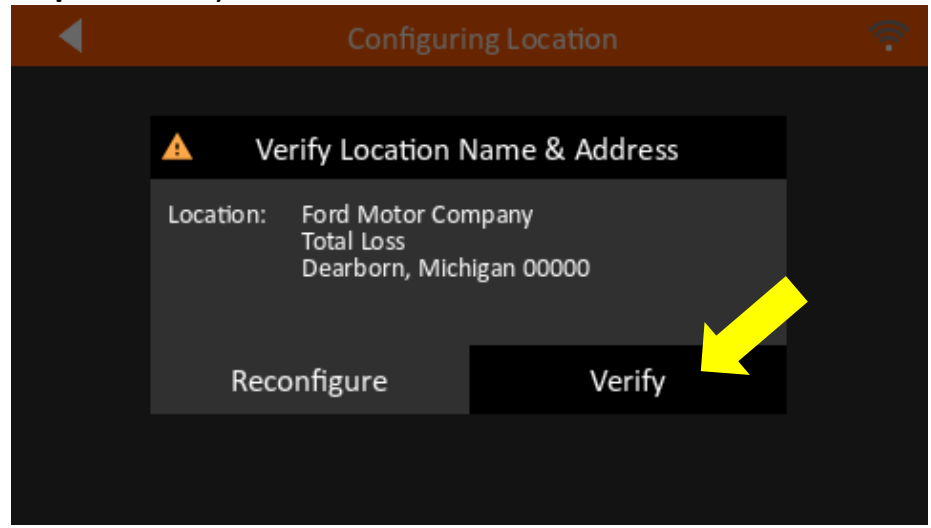 Configuring Location
Verify Location Name & Address
Location: Ford Motor Company
Total Loss
Dearborn, Michigan 00000
Reconfigure Verify